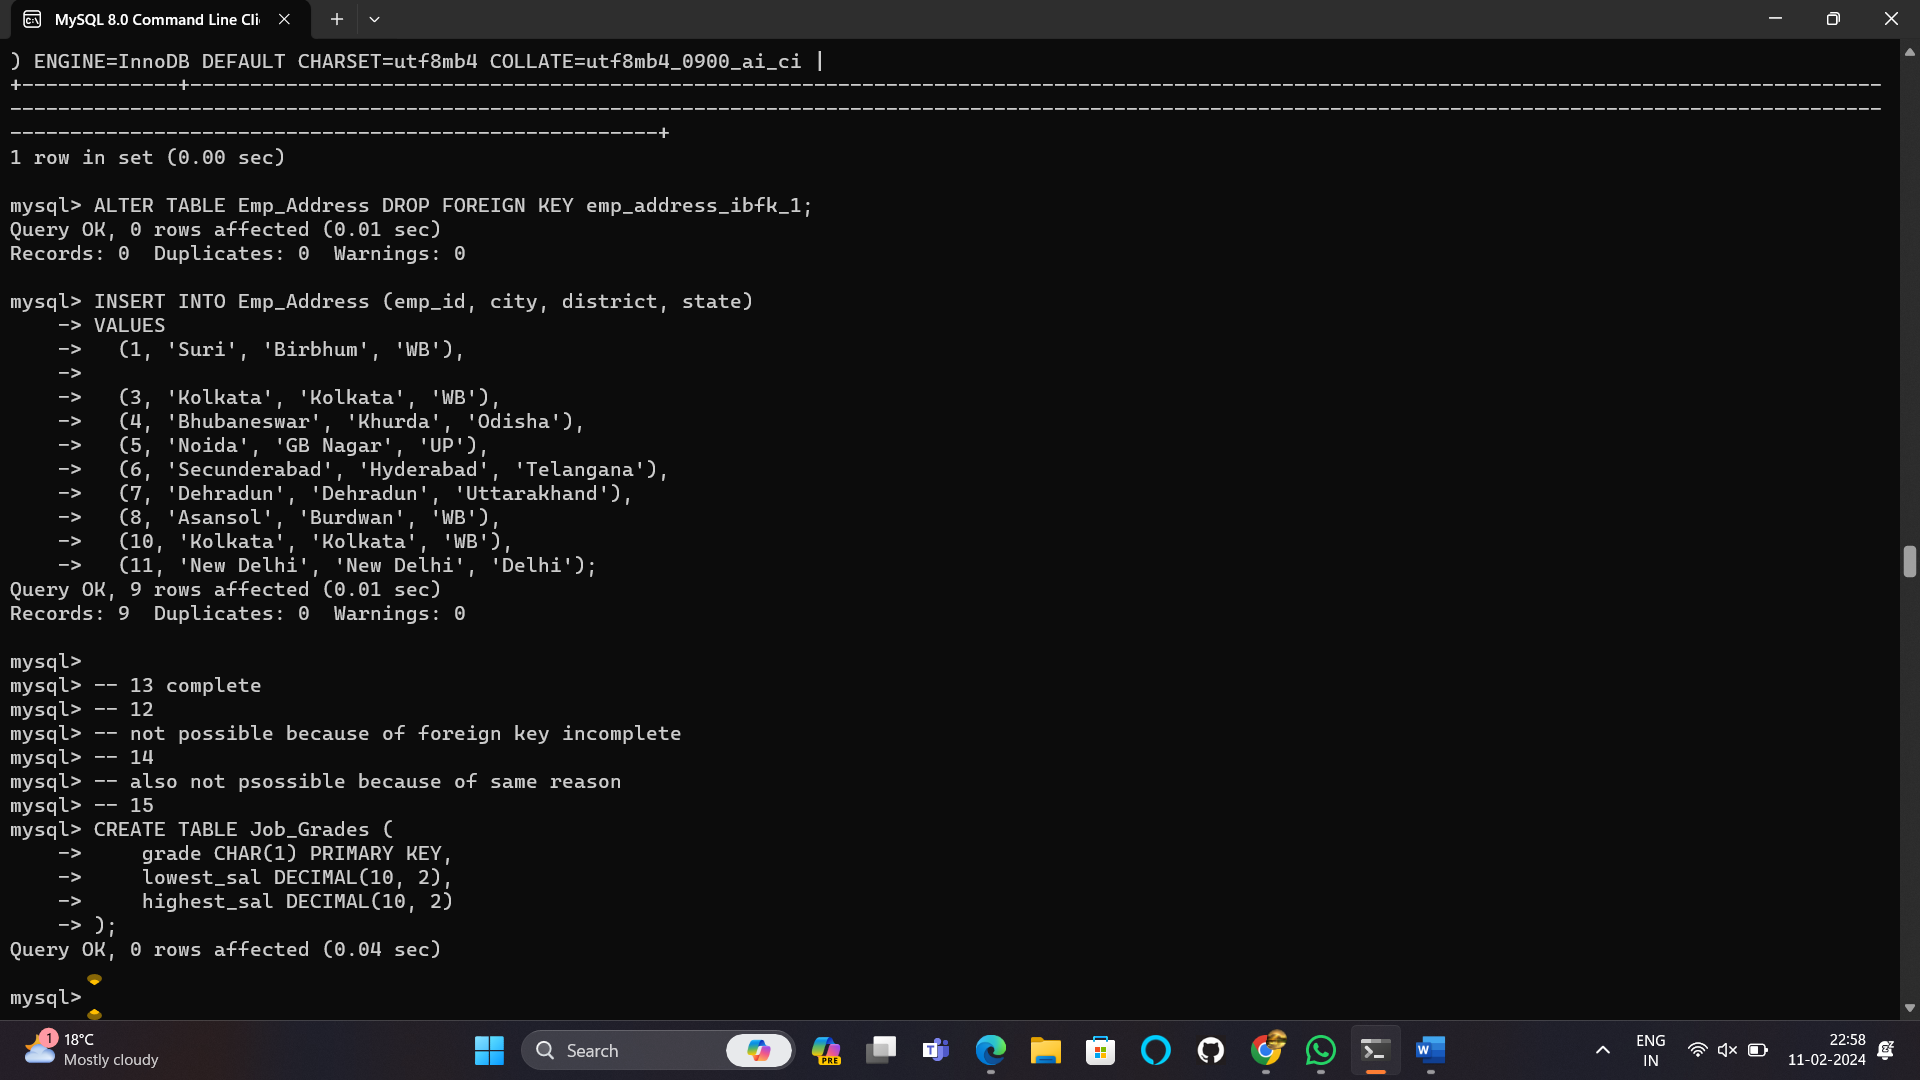 MySQL 8.0 Command Line Cli
) ENGINE=InnoDB DEFAULT CHARSET=utf8mb4 COLLATE=utf8mb4_0900_ai_ci |
+-------------+---------------------------------------------------------------------------------------------------------------------------------------------
------------------------------------------------------------------------------------------------------------------------------------------------------------
------------------------------------------------------+
1 row in set (0.00 sec)
mysql> ALTER TABLE Emp_Address DROP FOREIGN KEY emp_address_ibfk_1;
Query OK, 0 rows affected (0.01 sec)
Records: 0  Duplicates: 0  Warnings: 0
mysql> INSERT INTO Emp_Address (emp_id, city, district, state)
    -> VALUES
    ->   (1, 'Suri', 'Birbhum', 'WB'),
    ->
    ->   (3, 'Kolkata', 'Kolkata', 'WB'),
    ->   (4, 'Bhubaneswar', 'Khurda', 'Odisha'),
    ->   (5, 'Noida', 'GB Nagar', 'UP'),
    ->   (6, 'Secunderabad', 'Hyderabad', 'Telangana'),
    ->   (7, 'Dehradun', 'Dehradun', 'Uttarakhand'),
    ->   (8, 'Asansol', 'Burdwan', 'WB'),
    ->   (10, 'Kolkata', 'Kolkata', 'WB'),
    ->   (11, 'New Delhi', 'New Delhi', 'Delhi');
Query OK, 9 rows affected (0.01 sec)
Records: 9  Duplicates: 0  Warnings: 0
mysql>
mysql> -- 13 complete
mysql> -- 12
mysql> -- not possible because of foreign key incomplete
mysql> -- 14
mysql> -- also not psossible because of same reason
mysql> -- 15
mysql> CREATE TABLE Job_Grades (
    ->     grade CHAR(1) PRIMARY KEY,
    ->     lowest_sal DECIMAL(10, 2),
    ->     highest_sal DECIMAL(10, 2)
    -> );
Query OK, 0 rows affected (0.04 sec)
mysql>
1
18°C
Mostly cloudy
Search
PRE
ENG
IN
22:58
11-02-2024